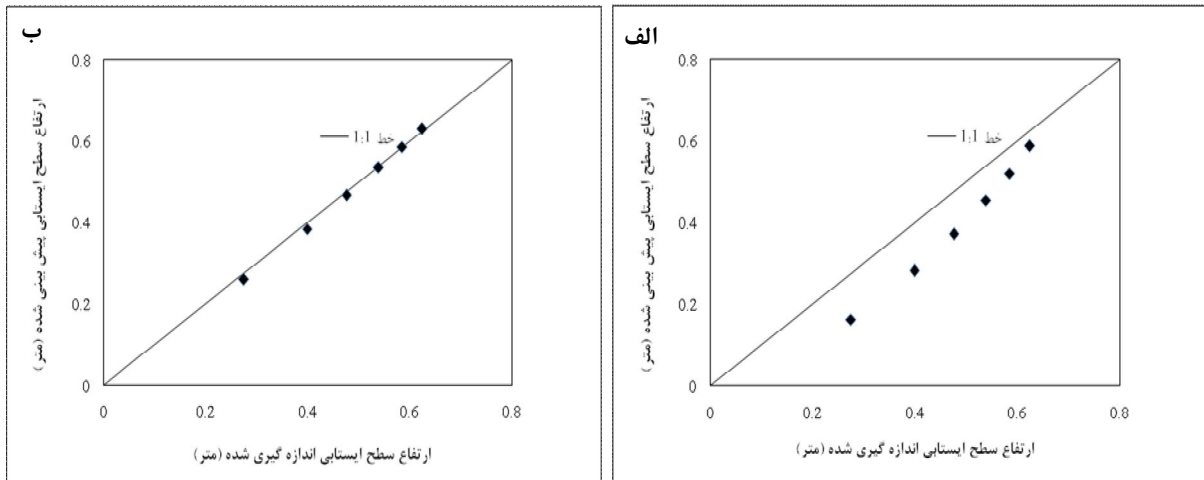 الف
0.8
0.6
0.4
0.2
0
0
0.2
0.4
0.6
0.8
خط 1:1
ارتفاع سطح ایستابی پیش بینی شده (متر)
ارتفاع سطح ایستابی اندازه گیری شده (متر)
ب
0.8
0.6
0.4
0.2
0
0
0.2
0.4
0.6
0.8
خط 1:1
ارتفاع سطح ایستابی پیش بینی شده (متر)
ارتفاع سطح ایستابی اندازه گیری شده (متر)